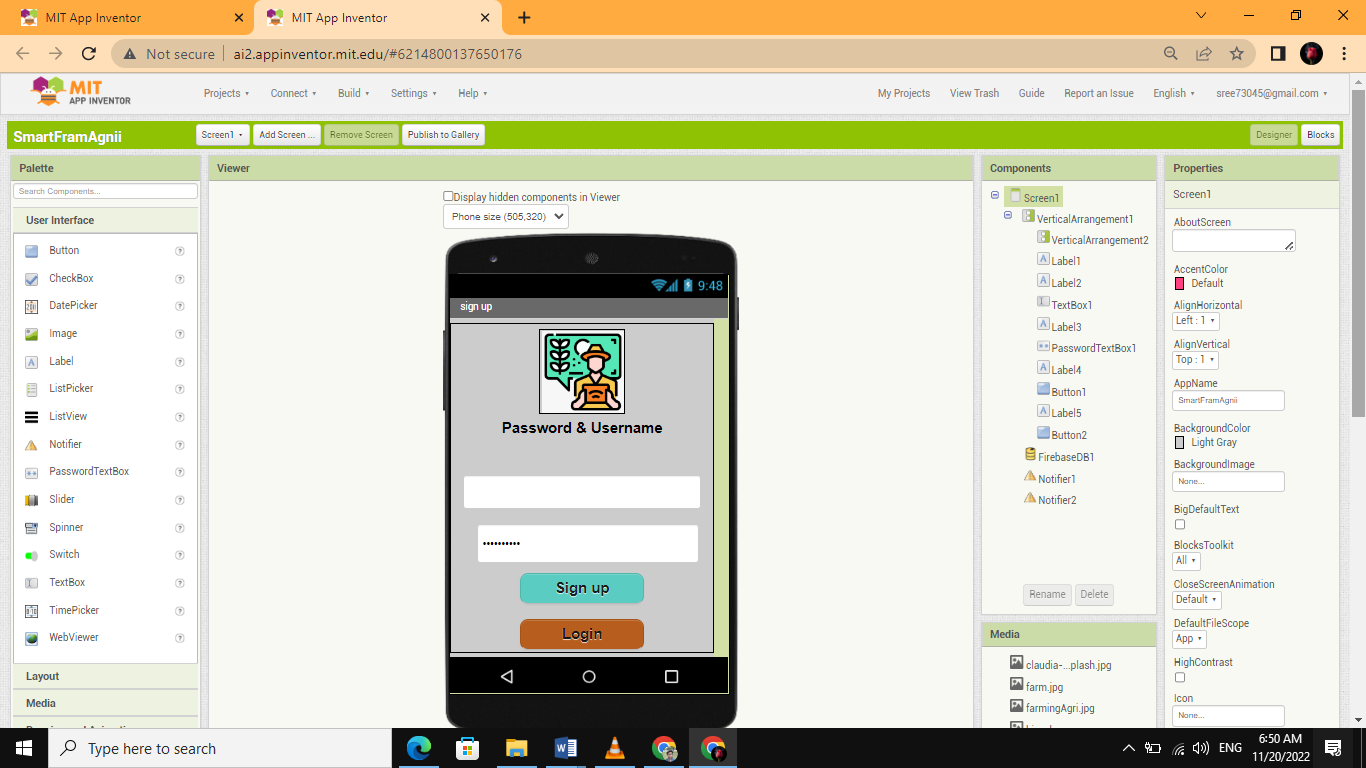 MIT App Inventor
MIT App Inventor
Not secure
ai2.appinventor.mit.edu/#6214800137650176
MIT
APP INVENTOR
Projects
Connect
Build
Settings
Help
My Projects
View Trash
Guide
Report an Issue
English
sree73045@gmail.com
SmartFramAgnii
Screen1
Add Screen ...
Remove Screen
Publish to Gallery
Designer
Blocks
Palette
Search Components...
User Interface
Button
CheckBox
DatePicker
Image
Label
ListPicker
ListView
Notifier
PasswordTextBox
Slider
Spinner
Switch
TextBox
TimePicker
WebViewer
Layout
Media
Viewer
Display hidden components in Viewer
Phone size (505,320)
9:48
sign up
Password & Username
••••••••••
Sign up
Login
Components
Screen1
VerticalArrangement1
VerticalArrangement2
Label1
Label2
TextBox1
Label3
PasswordTextBox1
Label4
Button1
Label5
Button2
FirebaseDB1
Notifier1
Notifier2
Rename
Delete
Media
claudia-...plash.jpg
farm.jpg
farmingAgri.jpg
Properties
Screen1
AboutScreen
AccentColor
Default
AlignHorizontal
Left : 1
AlignVertical
Top : 1
AppName
SmartFramAgnii
BackgroundColor
Light Gray
BackgroundImage
None...
BigDefaultText
BlocksToolkit
All
CloseScreenAnimation
Default
DefaultFileScope
App
HighContrast
Icon
None...
Type here to search
ENG
6:50 AM
11/20/2022